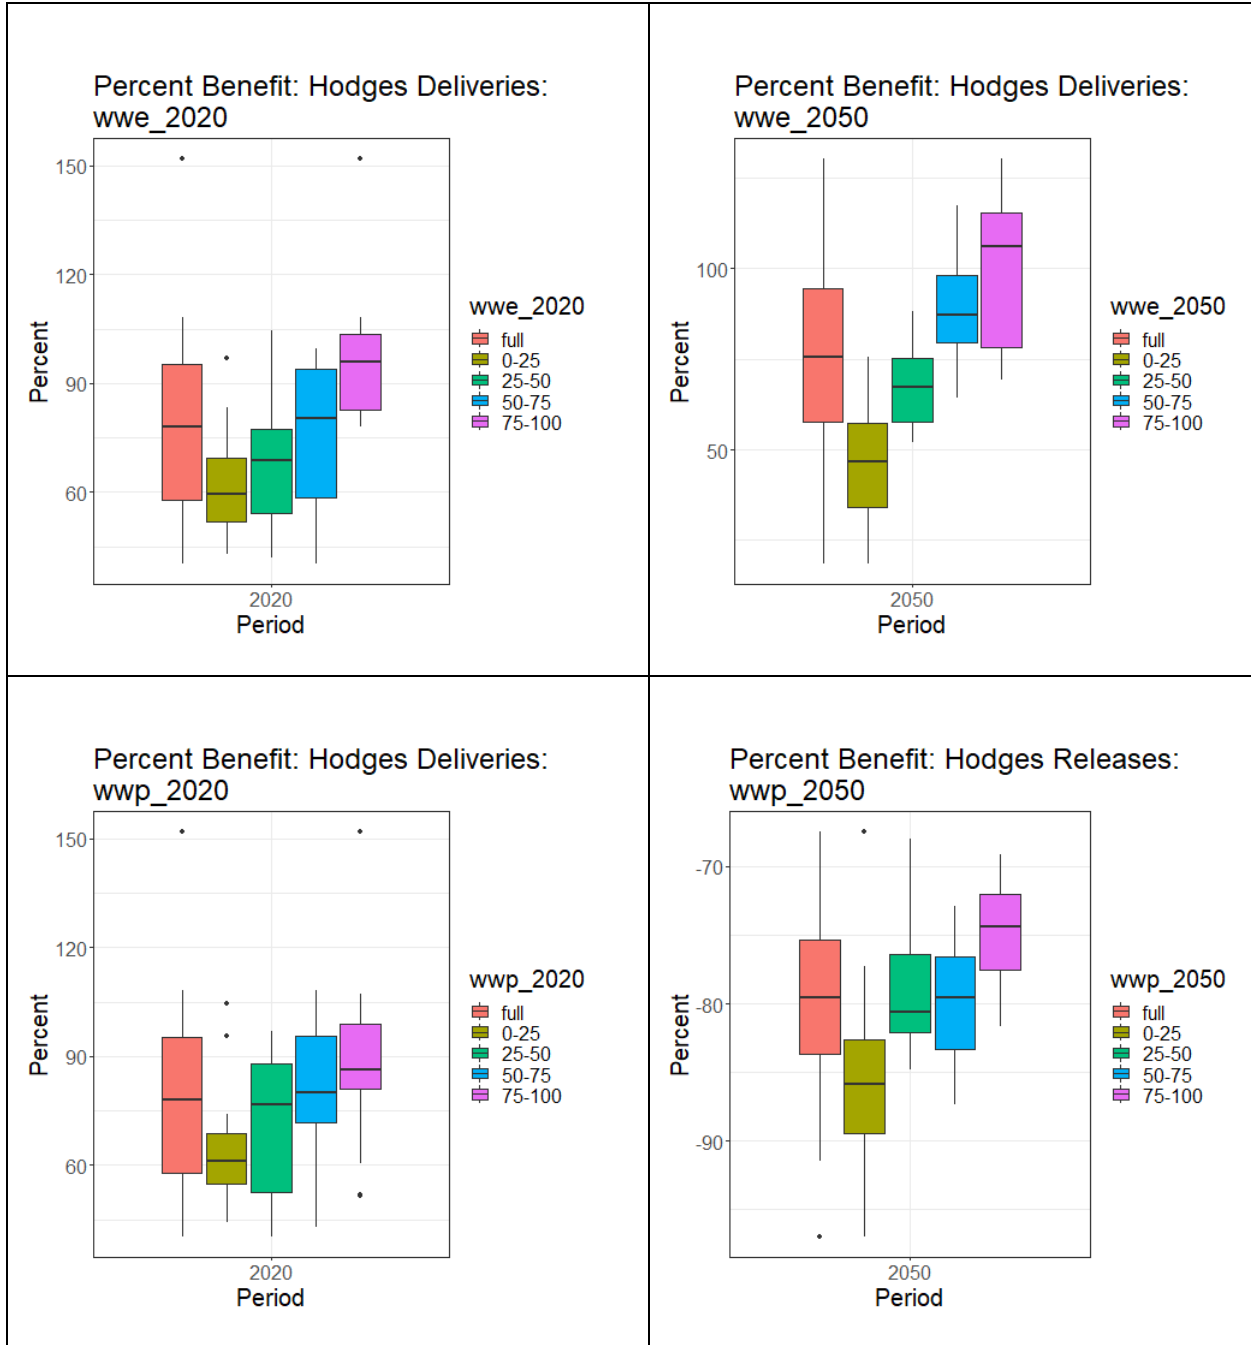 Percent Benefit: Hodges Deliveries:
wwe_2020
150
120
90
60
Percent
2020
Period
wwe_2020
full
0-25
25-50
50-75
75-100
Percent Benefit: Hodges Deliveries:
wwe_2050
100
50
Percent
2050
Period
wwe_2050
full
0-25
25-50
50-75
75-100
Percent Benefit: Hodges Deliveries:
wwp_2020
150
120
90
60
Percent
2020
Period
wwp_2020
full
0-25
25-50
50-75
75-100
Percent Benefit: Hodges Releases:
wwp_2050
-70
-80
-90
Percent
2050
Period
wwp_2050
full
0-25
25-50
50-75
75-100